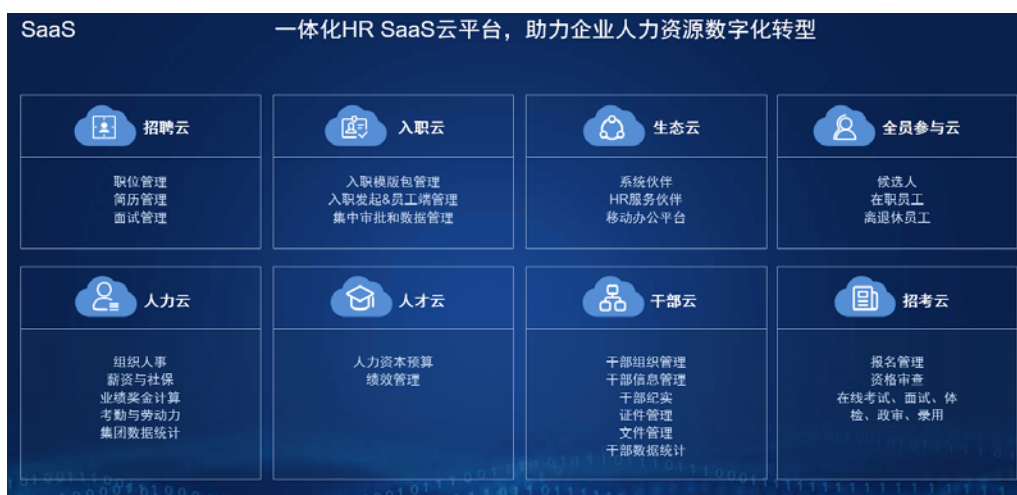 SaaS
一体化HR SaaS云平台，助力企业人力资源数字化转型
招聘云
职位管理
简历管理
面试管理
入职云
入职模版包管理
入职发起&员工端管理
集中审批和数据管理
生态云
系统伙伴
HR服务伙伴
移动办公平台
全员参与云
候选人
在职员工
离退休员工
人力云
组织人事
薪资与社保
业绩奖金计算
考勤与劳动力
集团数据统计
人才云
人力资本预算
绩效管理
干部云
干部组织管理
干部信息管理
干部纪实
证件管理
文件管理
干部数据统计
招考云
报名管理
资格审查
在线考试、面试、体
检、政审、录用